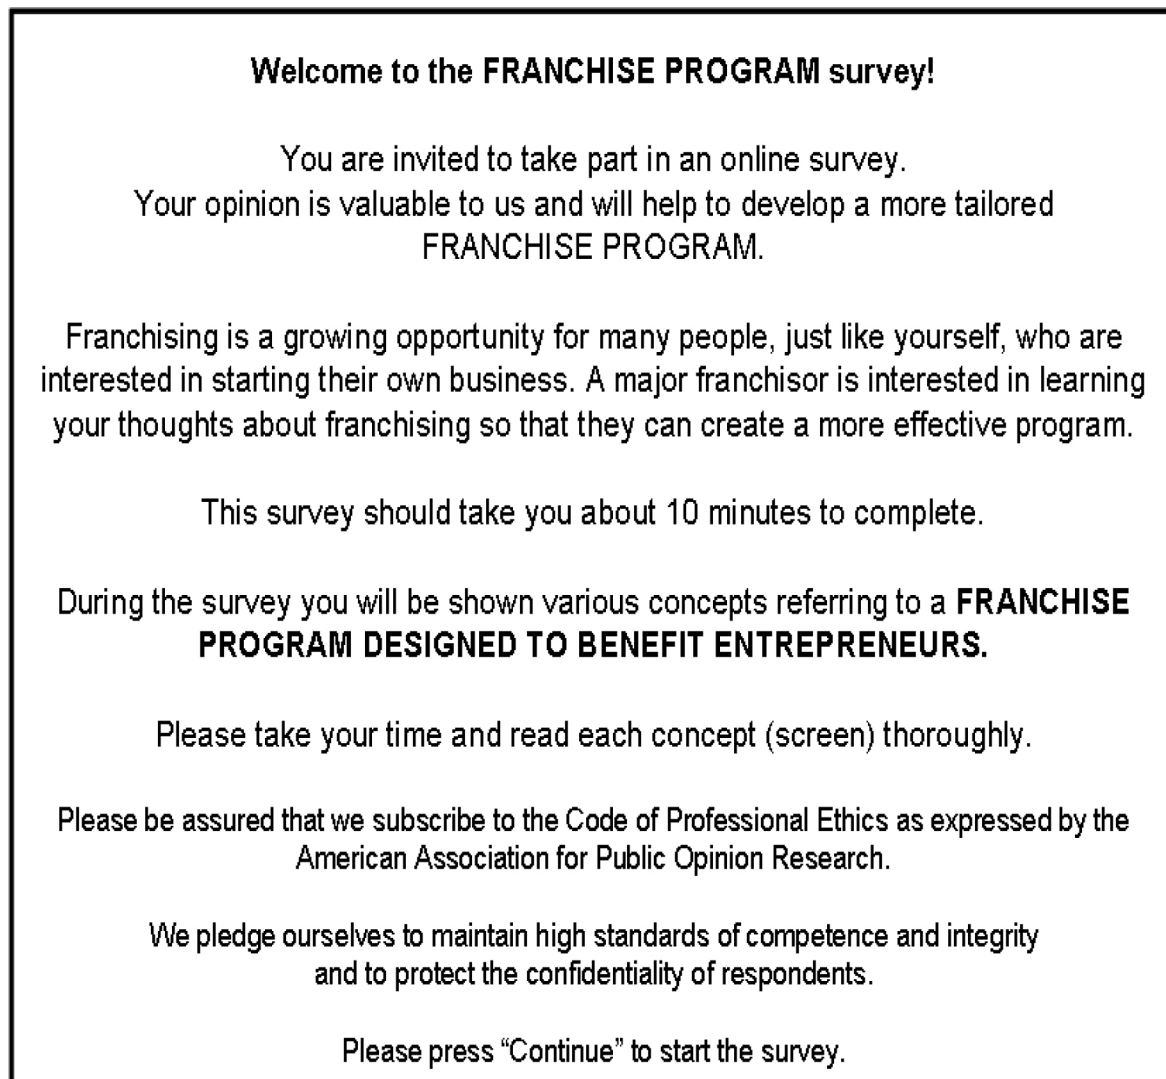 Welcome to the FRANCHISE PROGRAM survey!
You are invited to take part in an online survey.
Your opinion is valuable to us and will help to develop a more tailored
FRANCHISE PROGRAM.
Franchising is a growing opportunity for many people, just like yourself, who are
interested in starting their own business. A major franchisor is interested in learning
your thoughts about franchising so that they can create a more effective program.
This survey should take you about 10 minutes to complete.
During the survey you will be shown various concepts referring to a FRANCHISE
PROGRAM DESIGNED TO BENEFIT ENTREPRENEURS.
Please take your time and read each concept (screen) thoroughly.
Please be assured that we subscribe to the Code of Professional Ethics as expressed by the
American Association for Public Opinion Research.
We pledge ourselves to maintain high standards of competence and integrity
and to protect the confidentiality of respondents.
Please press “Continue” to start the survey.